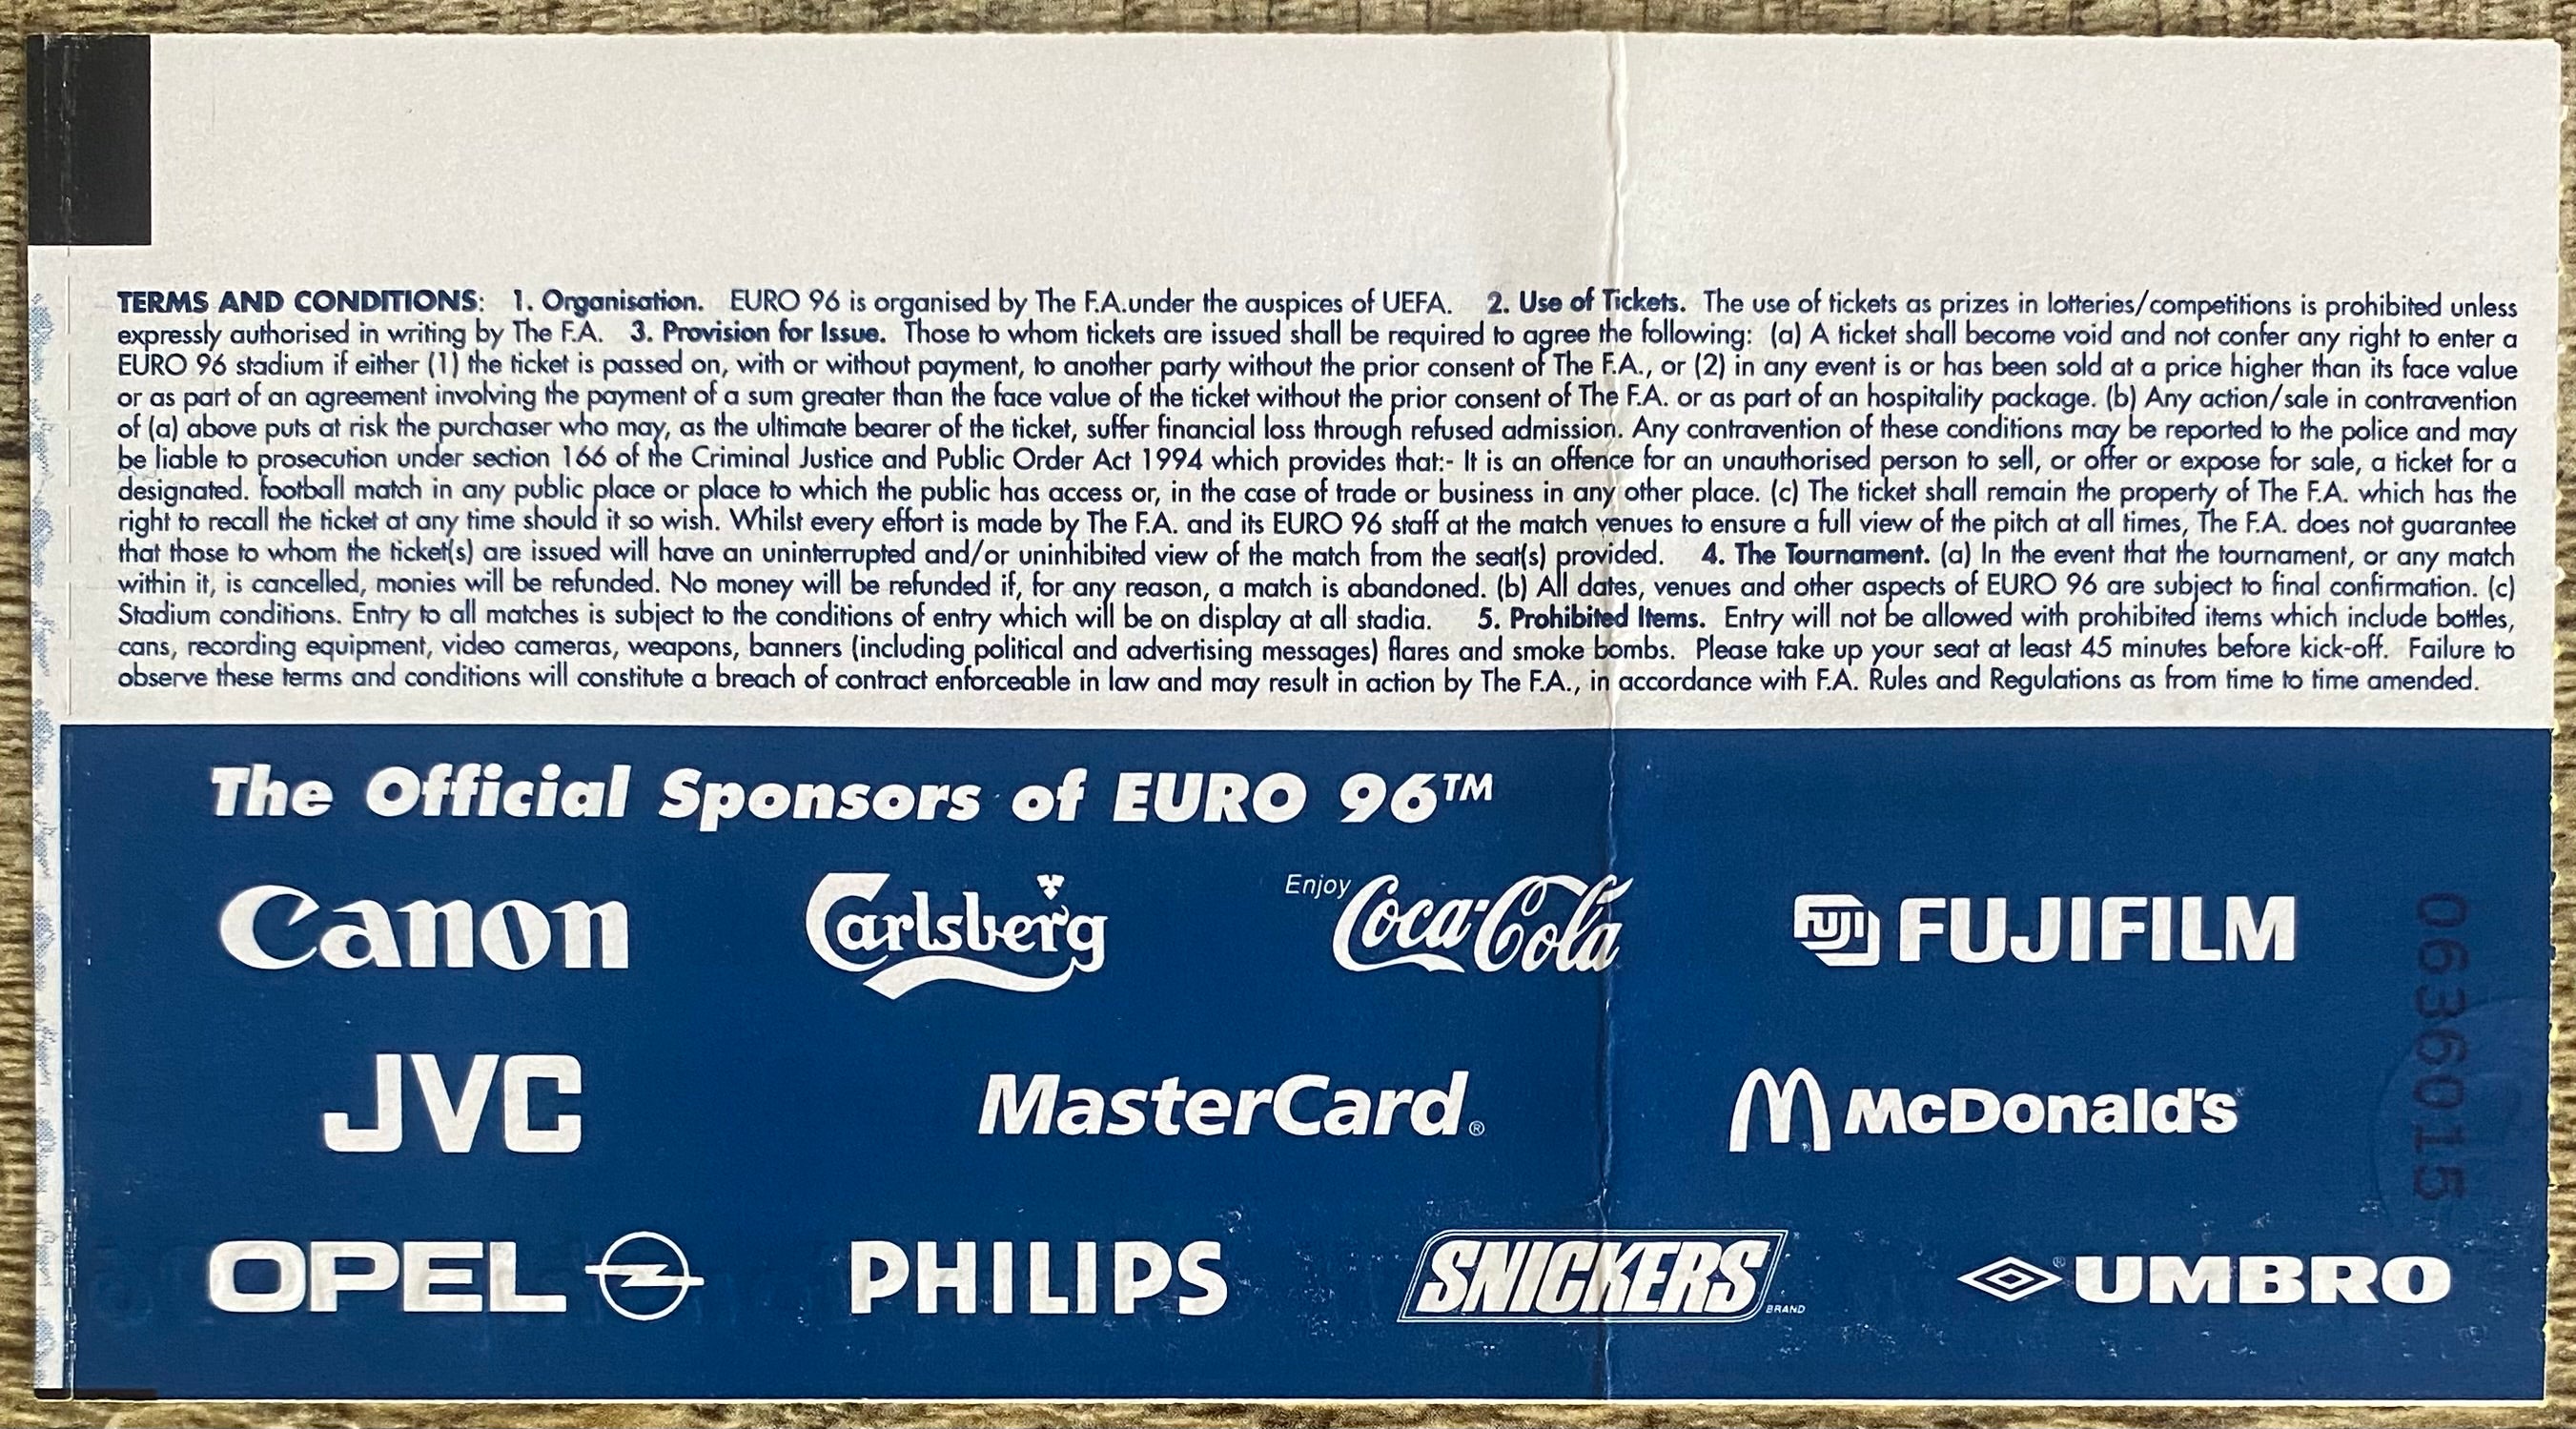 TERMS AND CONDITIONS: 1. Organisation. EURO 96 is organised by The F.A.under the auspices of UEFA. 2. Use of Tickets. The use of tickets as prizes in lotteries/competitions is prohibited unless
expressly authorised in writing by The F.A. 3. Provision for Issue. Those to whom tickets are issued shall be required to agree the following: (a) A ticket shall become void and not confer any right to enter a
EURO 96 stadium if either (1) the ticket is passed on, with or without payment, to another party without the prior consent of The F.A., or (2) in any event is or has been sold at a price higher than its face value
or as part of an agreement involving the payment of a sum greater than the face value of the ticket without the prior consent of The F.A. or as part of an hospitality package. (b) Any action/sale in contravention
of (a) above puts at risk the purchaser who may, as the ultimate bearer of the ticket, suffer financial loss through refused admission. Any contravention of these conditions may be reported to the police and may
be liable to prosecution under section 166 of the Criminal Justice and Public Order Act 1994 which provides that:- It is an offence for an unauthorised person to sell, or offer or expose for sale, a ticket for a
designated. football match in any public place or place to which the public has access or, in the case of trade or business in any other place. (c) The ticket shall remain the property of The F.A. which has the
right to recall the ticket at any time should it so wish. Whilst every effort is made by The F.A. and its EURO 96 staff at the match venues to ensure a full view of the pitch at all times, The F.A. does not guarantee
that those to whom the ticket(s) are issued will have an uninterrupted and/or uninhibited view of the match from the seat(s) provided. 4. The Tournament. (a) In the event that the tournament, or any match
within it, is cancelled, monies will be refunded. No money will be refunded if, for any reason, a match is abandoned. (b) All dates, venues and other aspects of EURO 96 are subject to final confirmation. (c)
Stadium conditions. Entry to all matches is subject to the conditions of entry which will be on display at all stadia. 5. Prohibited Items. Entry will not be allowed with prohibited items which include bottles,
cans, recording equipment, video cameras, weapons, banners (including political and advertising messages) flares and smoke bombs. Please take up your seat at least 45 minutes before kick-off. Failure to
observe these terms and conditions will constitute a breach of contract enforceable in law and may result in action by The F.A., in accordance with F.A. Rules and Regulations as from time to time amended.
The Official Sponsors of EURO 96™
Canon Carlsberg Enjoy Coca-Cola FUJI FUJIFILM
JVC MasterCard® McDonald's
OPEL PHILIPS SNICKERS BRAND ® UMBRO
0636015